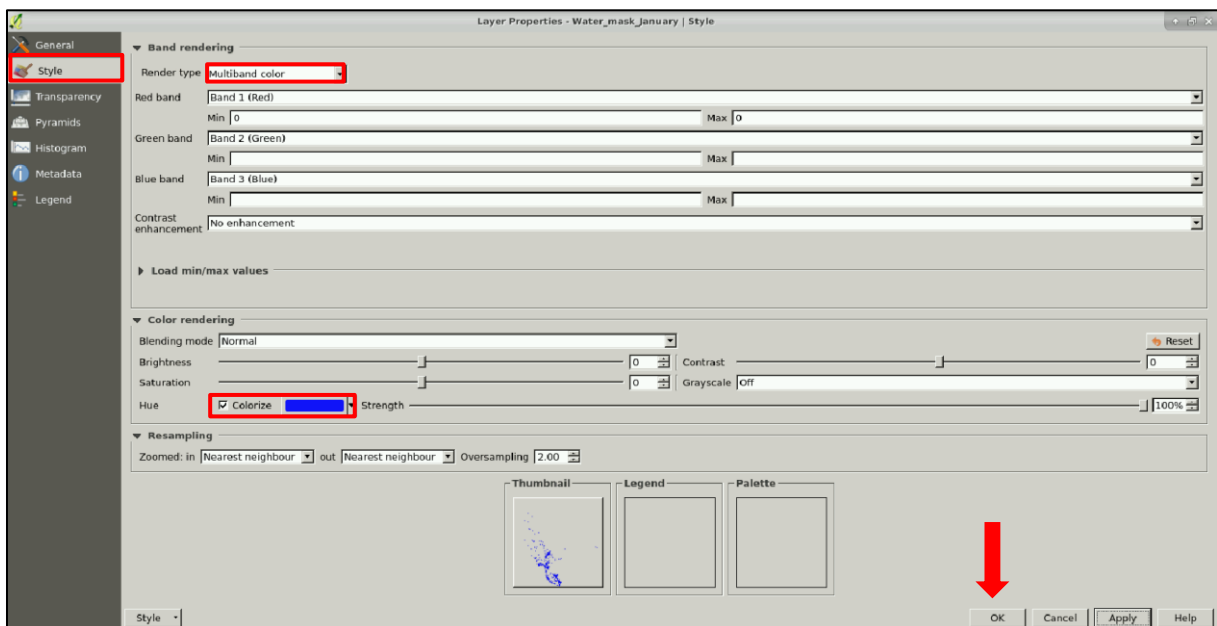 Layer Properties - Water_mask_January | Style
General
Style
Transparency
Pyramids
Histogram
Metadata
Legend
Band rendering
Render type Multiband color
Red band Band 1 (Red)
Min 0 Max 0
Green band Band 2 (Green)
Min Max
Blue band Band 3 (Blue)
Min Max
Contrast
enhancement No enhancement
Load min/max values
Color rendering
Blending mode Normal Reset
Brightness 0 Contrast 0
Saturation 0 Grayscale Off
Hue Colorize Strength 100%
Resampling
Zoomed: in Nearest neighbour out Nearest neighbour Oversampling 2.00
Thumbnail Legend Palette
Style OK Cancel Apply Help